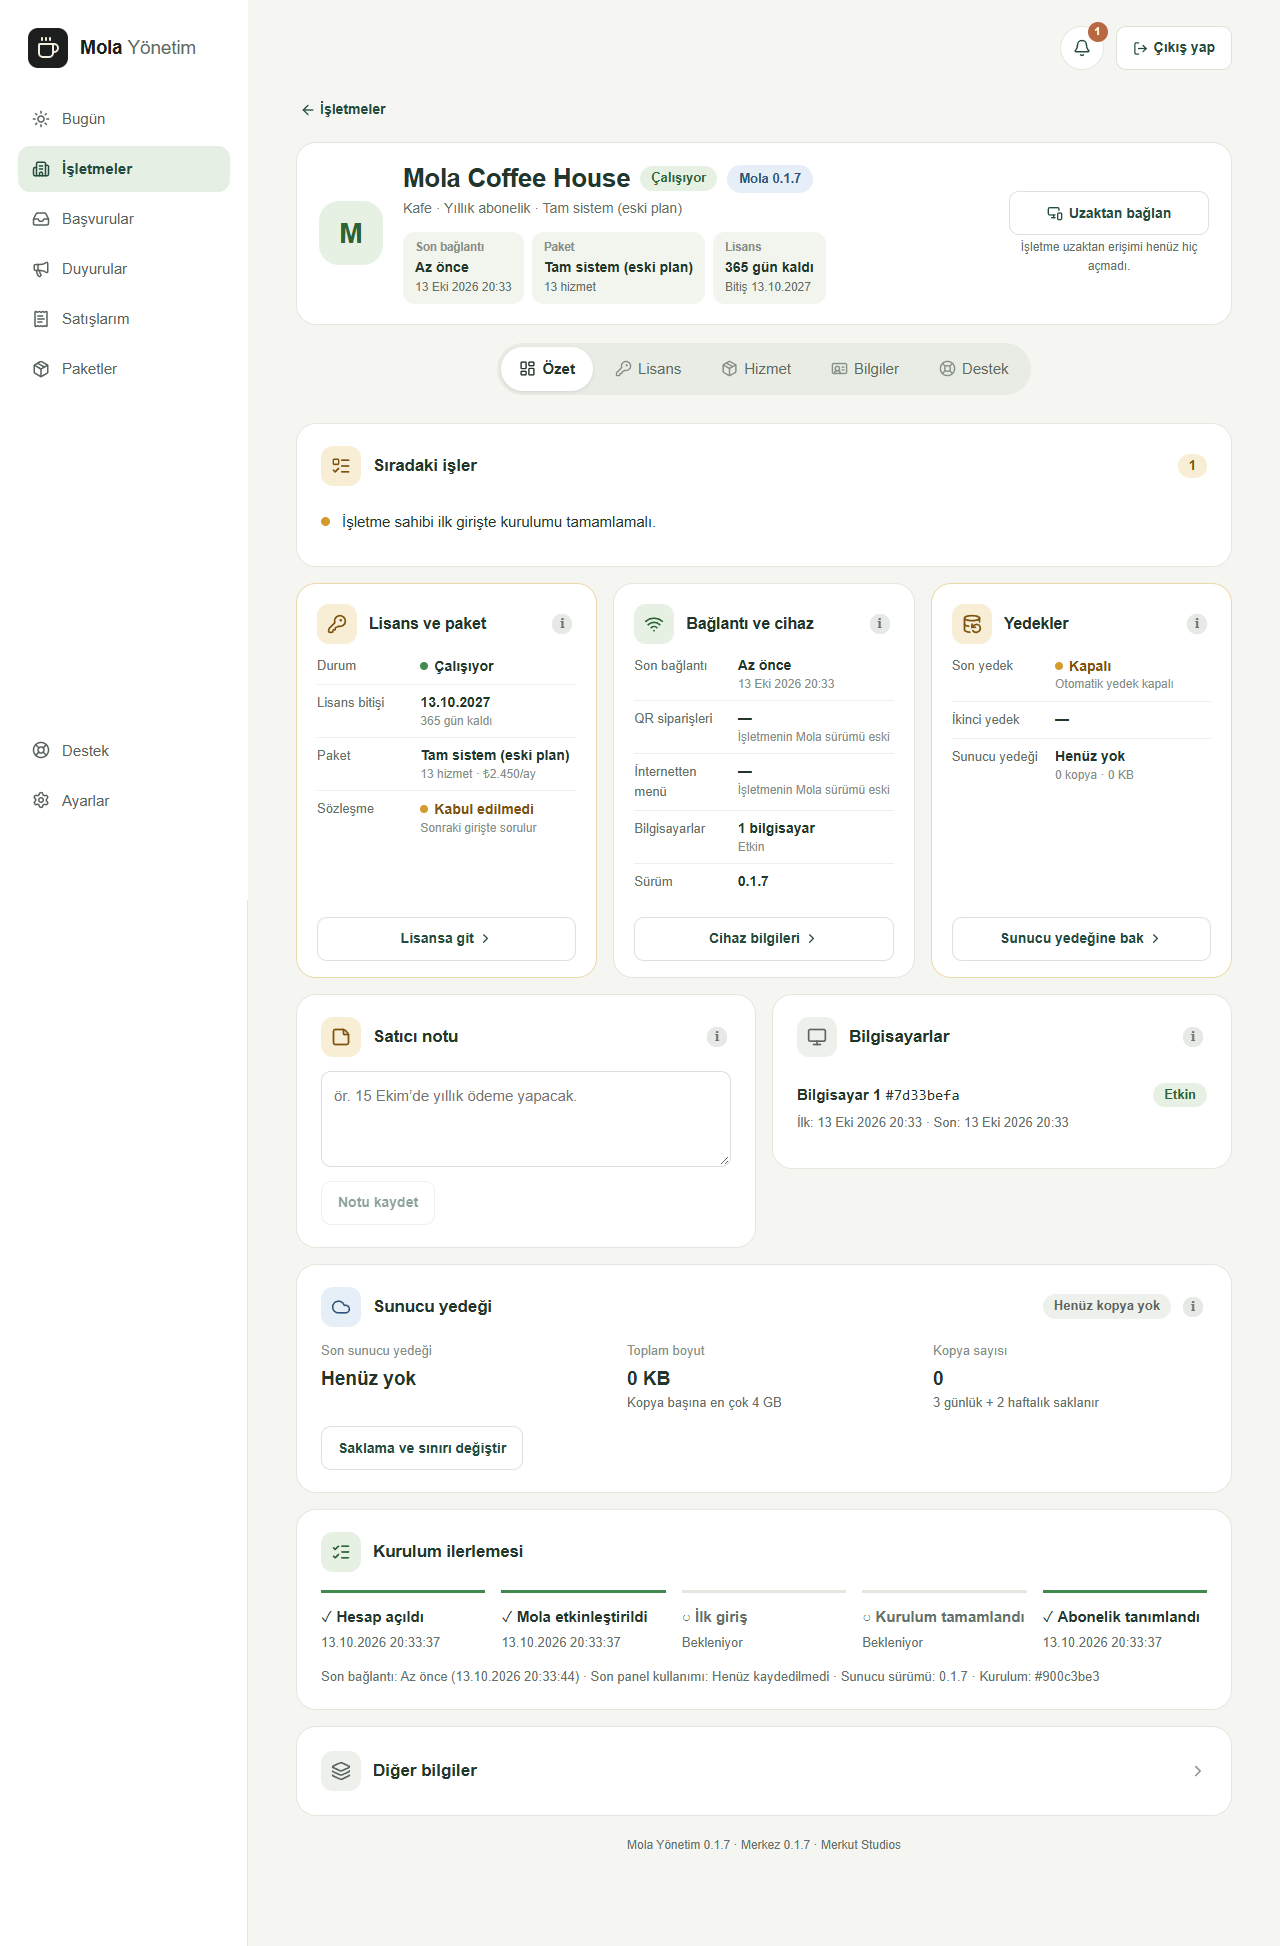 Mola Yönetim
1
Çıkış yap
Bugün
İşletmeler
Başvurular
Duyurular
Satışlarım
Paketler
Destek
Ayarlar
İşletmeler
M
Mola Coffee House
Çalışıyor
Mola 0.1.7
Kafe · Yıllık abonelik · Tam sistem (eski plan)
Son bağlantı
Az önce
13 Eki 2026 20:33
Paket
Tam sistem (eski plan)
13 hizmet
Lisans
365 gün kaldı
Bitiş 13.10.2027
Uzaktan bağlan
İşletme uzaktan erişimi henüz hiç
açmadı.
Özet
Lisans
Hizmet
Bilgiler
Destek
Sıradaki işler
1
İşletme sahibi ilk girişte kurulumu tamamlamalı.
Lisans ve paket
i
Durum
Çalışıyor
Lisans bitişi
13.10.2027
365 gün kaldı
Paket
Tam sistem (eski plan)
13 hizmet · ₺2.450/ay
Sözleşme
Kabul edilmedi
Sonraki girişte sorulur
Lisansa git
Bağlantı ve cihaz
i
Son bağlantı
Az önce
13 Eki 2026 20:33
QR siparişleri
—
İşletmenin Mola sürümü eski
İnternetten
menü
—
İşletmenin Mola sürümü eski
Bilgisayarlar
1 bilgisayar
Etkin
Sürüm
0.1.7
Cihaz bilgileri
Yedekler
i
Son yedek
Kapalı
Otomatik yedek kapalı
İkinci yedek
—
Sunucu yedeği
Henüz yok
0 kopya · 0 KB
Sunucu yedeğine bak
Satıcı notu
i
ör. 15 Ekim'de yıllık ödeme yapacak.
Notu kaydet
Bilgisayarlar
i
Bilgisayar 1 #7d33befa
Etkin
İlk: 13 Eki 2026 20:33 · Son: 13 Eki 2026 20:33
Sunucu yedeği
Henüz kopya yok
i
Son sunucu yedeği
Henüz yok
Toplam boyut
0 KB
Kopya başına en çok 4 GB
Kopya sayısı
0
3 günlük + 2 haftalık saklanır
Saklama ve sınırı değiştir
Kurulum ilerlemesi
✓ Hesap açıldı
13.10.2026 20:33:37
✓ Mola etkinleştirildi
13.10.2026 20:33:37
○ İlk giriş
Bekleniyor
○ Kurulum tamamlandı
Bekleniyor
✓ Abonelik tanımlandı
13.10.2026 20:33:37
Son bağlantı: Az önce (13.10.2026 20:33:44) · Son panel kullanımı: Henüz kaydedilmedi · Sunucu sürümü: 0.1.7 · Kurulum: #900c3be3
Diğer bilgiler
Mola Yönetim 0.1.7 · Merkez 0.1.7 · Merkut Studios